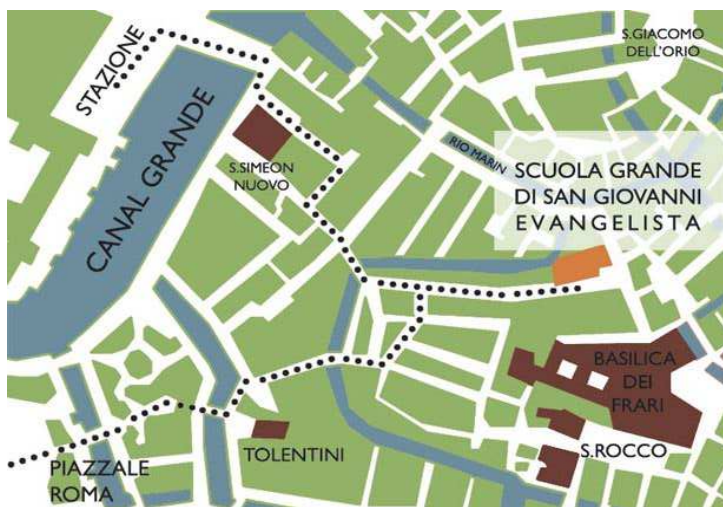 S.GIACOMO
DELL'ORIO
STAZIONE
CANAL GRANDE
S.SIMEON
NUOVO
RIO MARIN
SCUOLA GRANDE
DI SAN GIOVANNI
EVANGELISTA
BASILICA
DEI
FRARI
S.ROCCO
TOLENTINI
PIAZZALE
ROMA